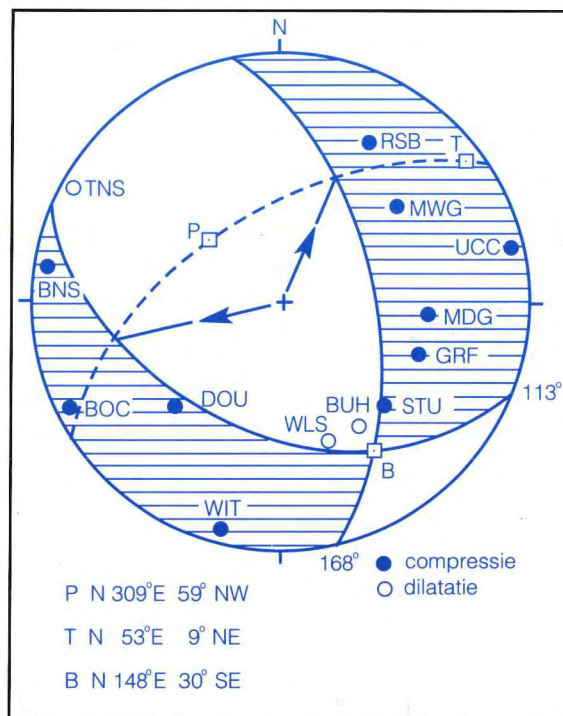 N
RSB
T
TNS
MWG
P
UCC
BNS
MDG
GRF
113°
BOC
DOU
BUH
STU
WLS
B
WIT
168°
compressie
dilatatie
P N 309°E 59° NW
T N 53°E 9° NE
B N 148°E 30° SE